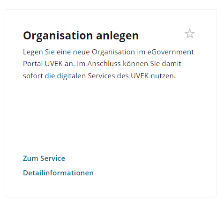 Organisation anlegen
Legen Sie eine neue Organisation im eGovernment
Portal UVEK an. Im Anschluss können Sie damit
sofort die digitalen Services des UVEK nutzen.
Zum Service
Detailinformationen